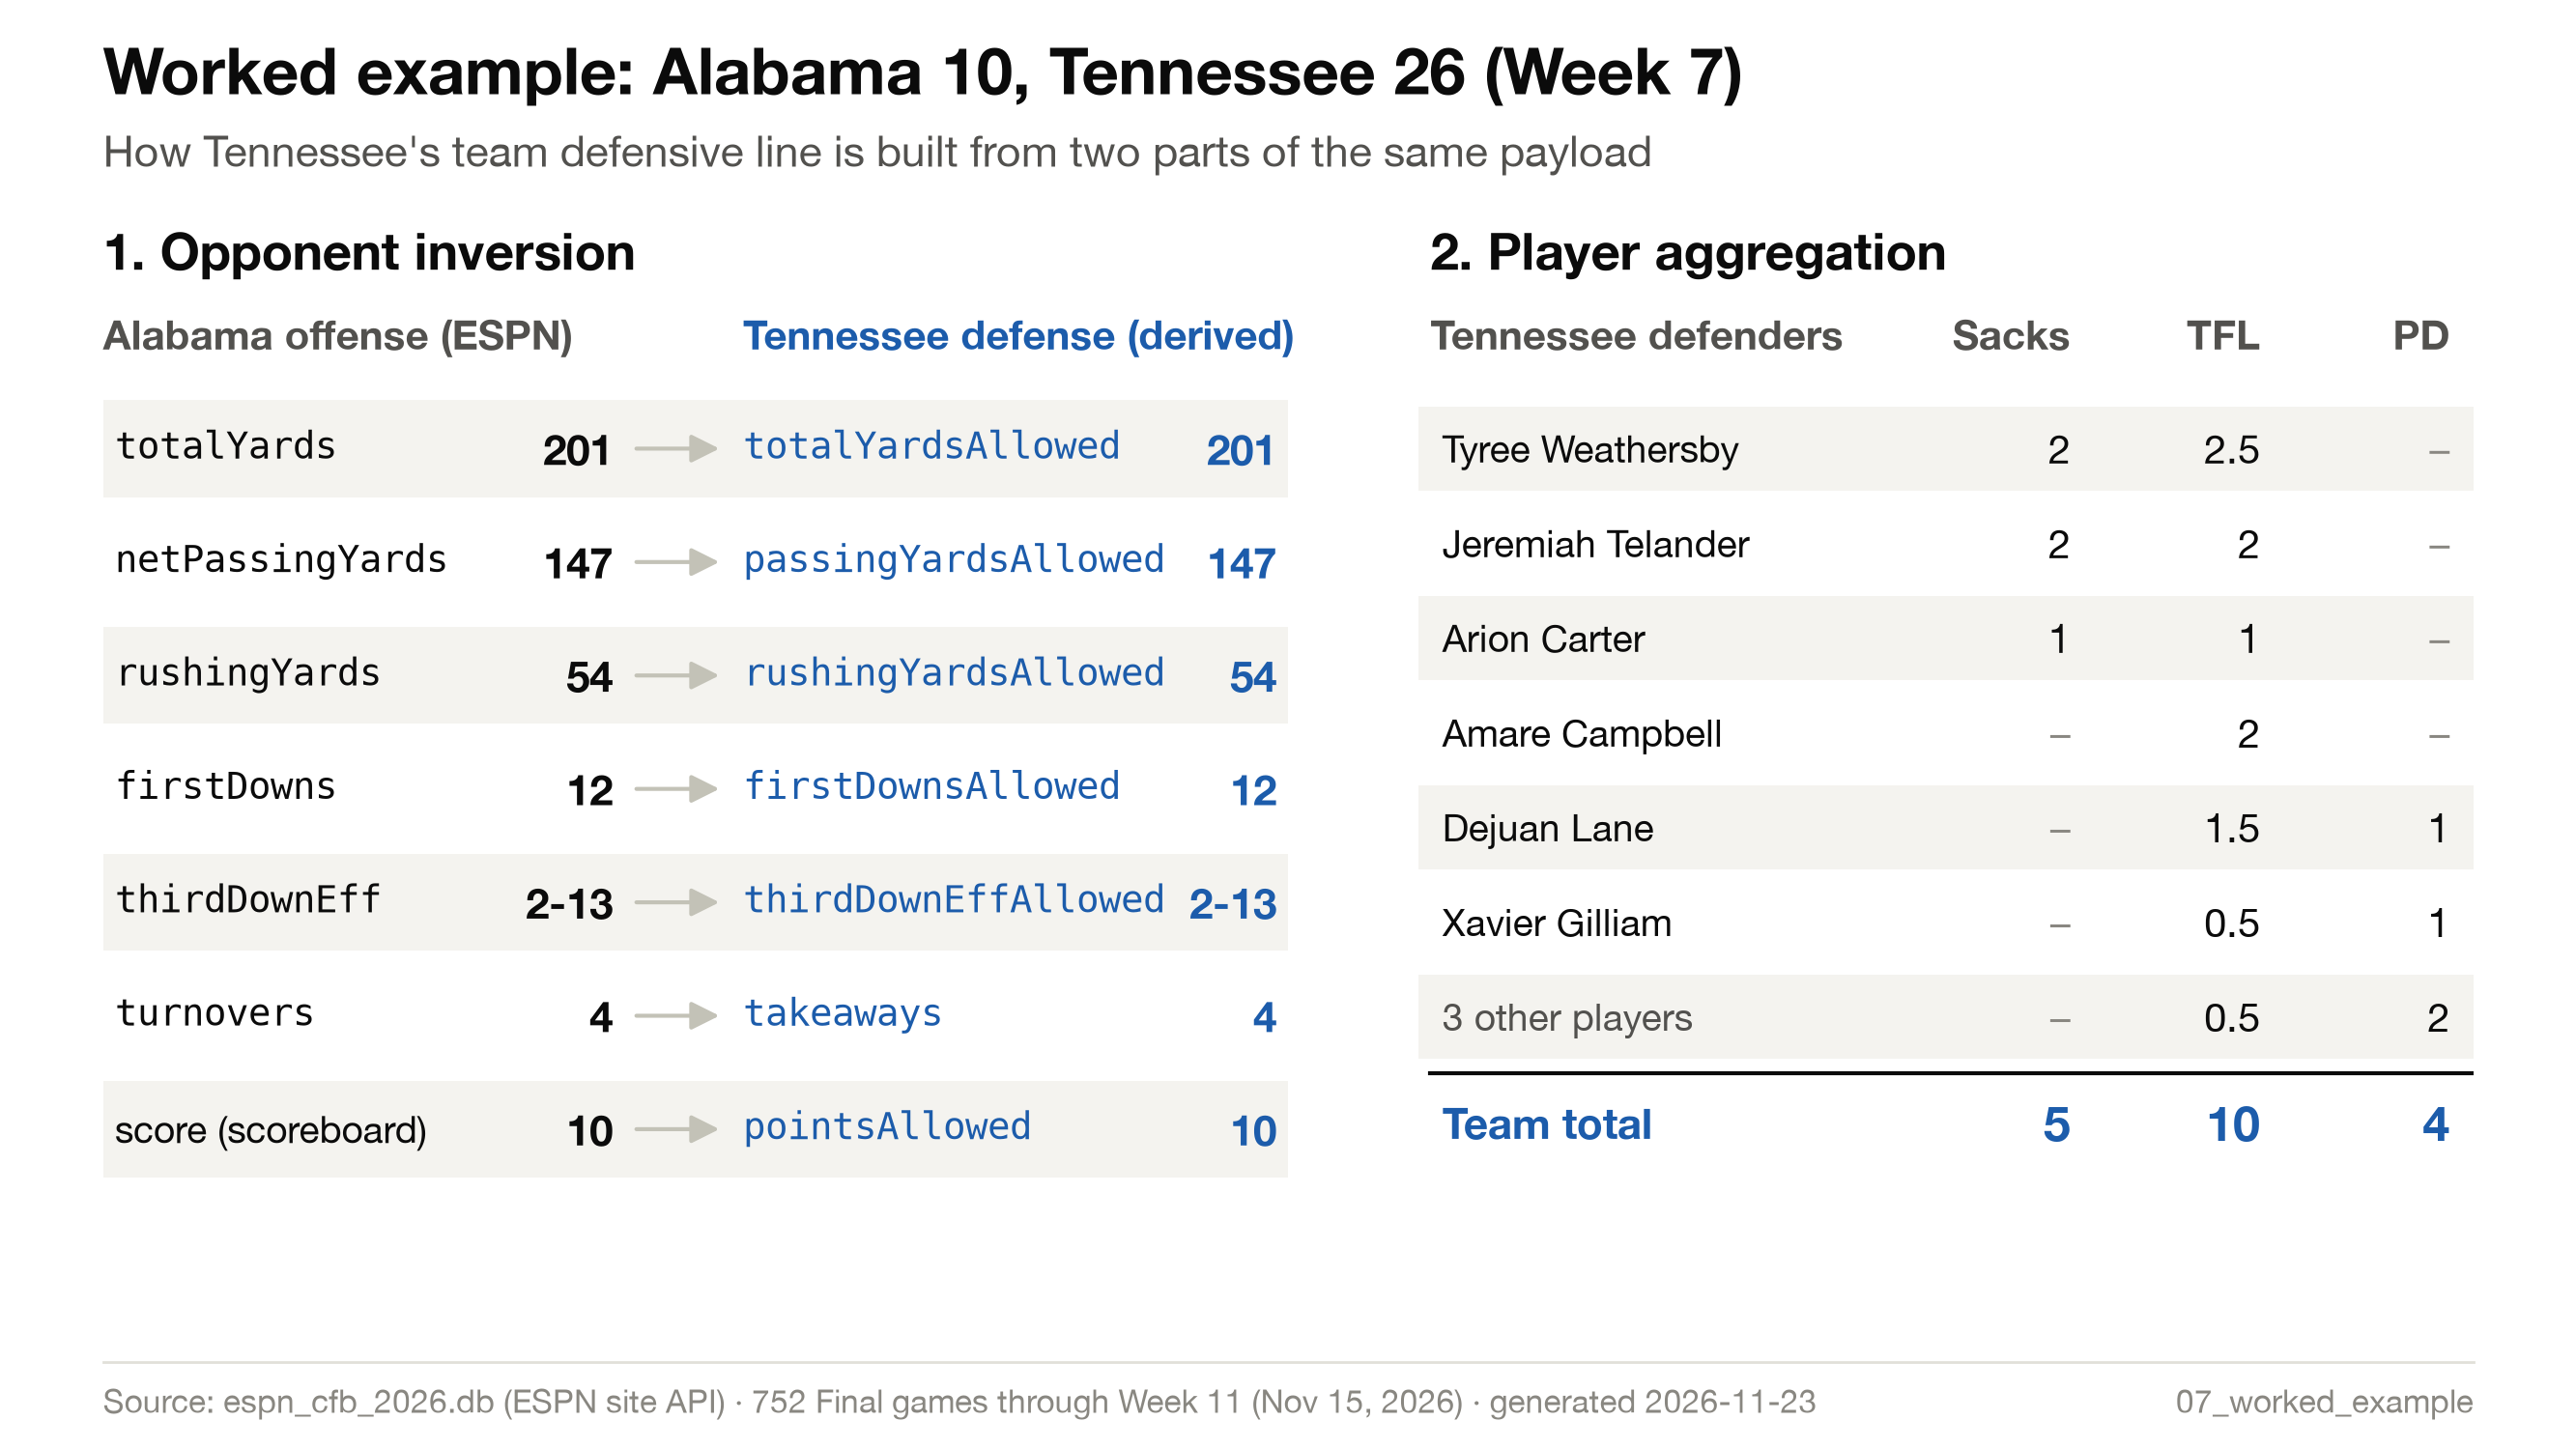 Worked example: Alabama 10, Tennessee 26 (Week 7)
How Tennessee's team defensive line is built from two parts of the same payload
1. Opponent inversion
Alabama offense (ESPN) Tennessee defense (derived)
totalYards 201 totalYardsAllowed 201
netPassingYards 147 passingYardsAllowed 147
rushingYards 54 rushingYardsAllowed 54
firstDowns 12 firstDownsAllowed 12
thirdDownEff 2-13 thirdDownEffAllowed 2-13
turnovers 4 takeaways 4
score (scoreboard) 10 pointsAllowed 10
2. Player aggregation
Tennessee defenders Sacks TFL PD
Tyree Weathersby 2 2.5 –
Jeremiah Telander 2 2 –
Arion Carter 1 1 –
Amare Campbell – 2 –
Dejuan Lane – 1.5 1
Xavier Gilliam – 0.5 1
3 other players – 0.5 2
Team total 5 10 4
Source: espn_cfb_2026.db (ESPN site API) · 752 Final games through Week 11 (Nov 15, 2026) · generated 2026-11-23
07_worked_example